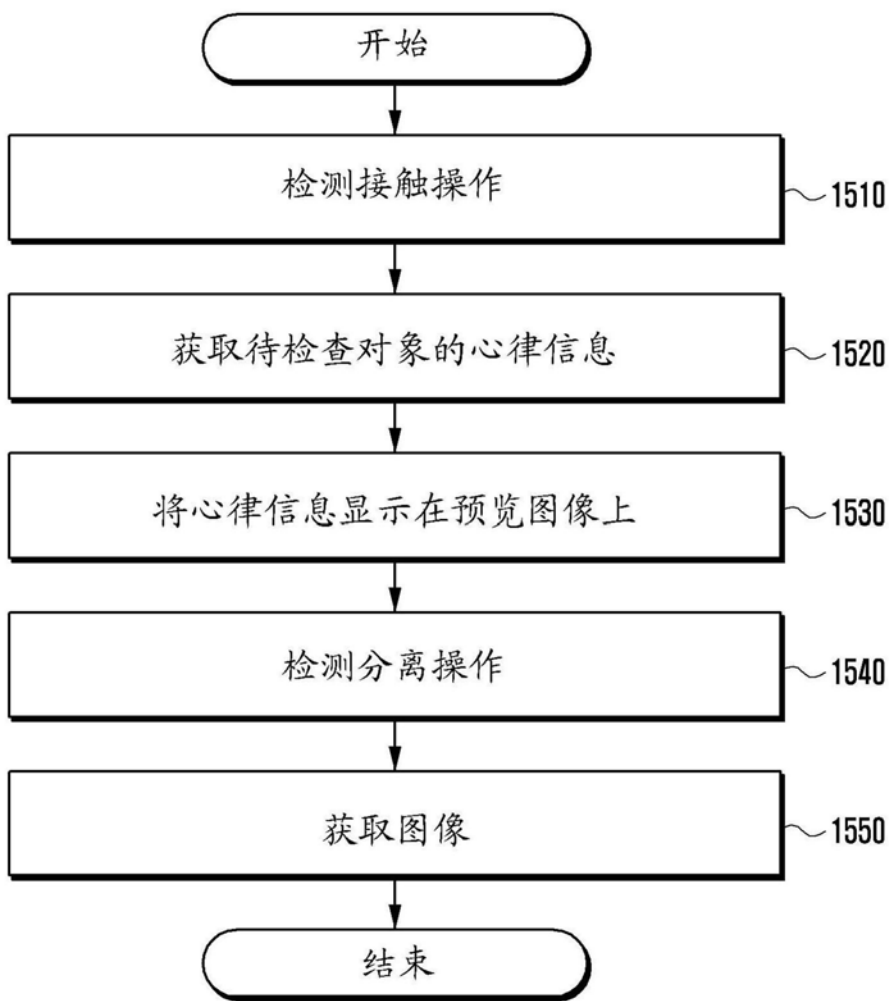 开始
检测接触操作
1510
获取待检查对象的心律信息
1520
将心律信息显示在预览图像上
1530
检测分离操作
1540
获取图像
1550
结束